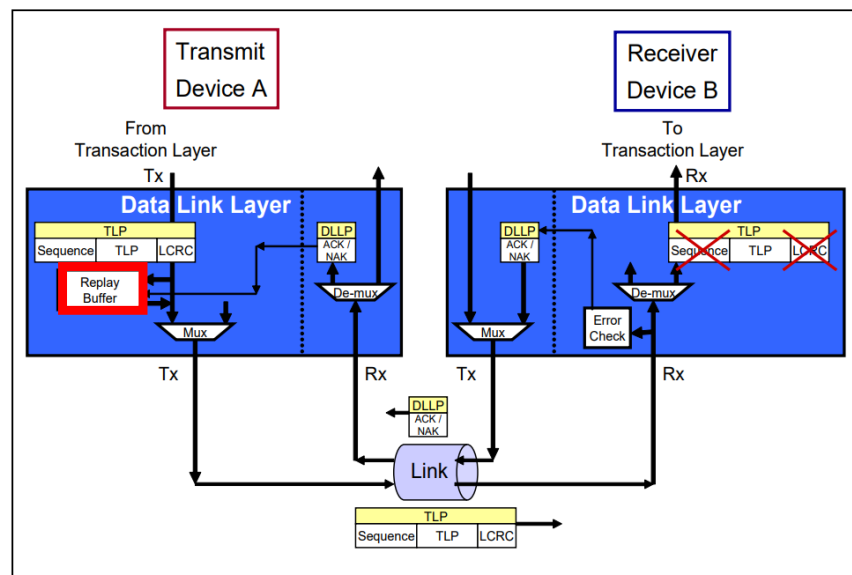 Transmit
Device A
Receiver
Device B
From
Transaction Layer
Tx
To
Transaction Layer
Rx
Data Link Layer
TLP
Sequence
TLP
LCRC
Replay
Buffer
Mux
DLLP
ACK /
NAK
De-mux
Data Link Layer
DLLP
ACK /
NAK
Mux
De-mux
Error
Check
TLP
Sequence
TLP
LCRC
Tx
Rx
Tx
Rx
DLLP
ACK /
NAK
Link
TLP
Sequence
TLP
LCRC